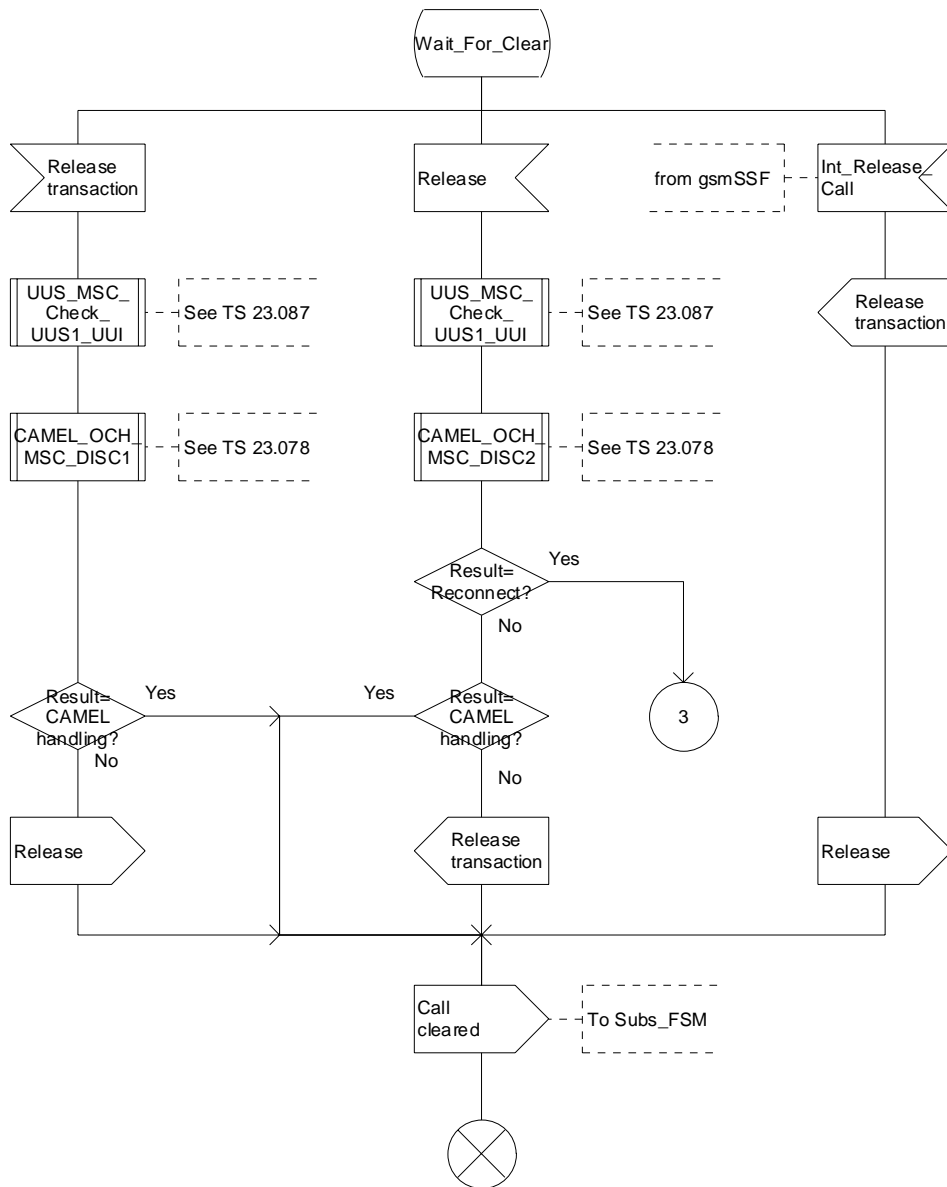 Wait_For_Clear
Release
transaction
Release
from gsmSSF
Int_Release_
Call
UUS_MSC_
Check_
UUS1_UUI
See TS 23.087
UUS_MSC_
Check_
UUS1_UUI
See TS 23.087
Release
transaction
CAMEL_OCH_
MSC_DISC1
See TS 23.078
CAMEL_OCH_
MSC_DISC2
See TS 23.078
Result=
Reconnect?
Yes
No
Result=
CAMEL
handling?
Yes
No
Yes
Result=
CAMEL
handling?
No
3
Release
Release
transaction
Release
Call
cleared
To Subs_FSM